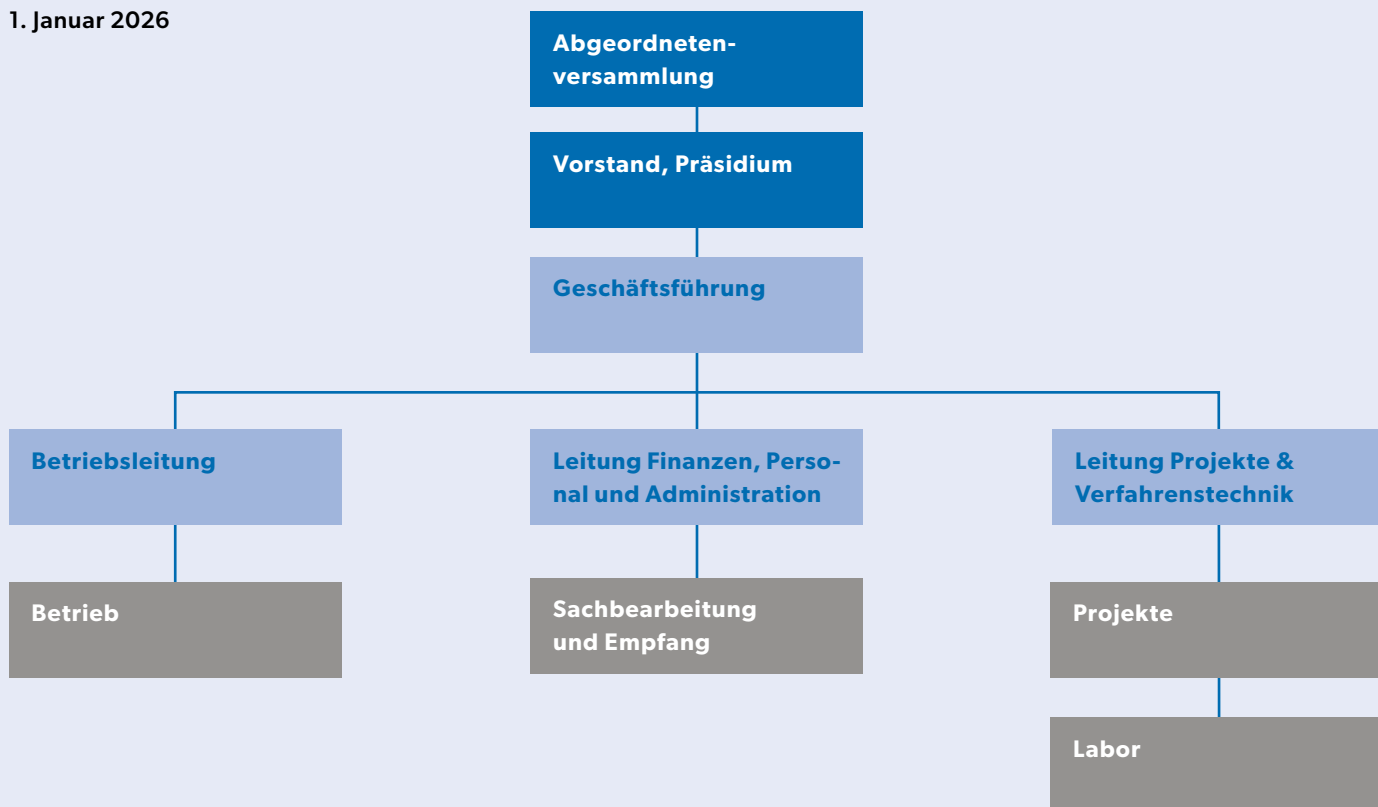 1. Januar 2026
Abgeordneten-
versammlung
Vorstand, Präsidium
Geschäftsführung
Betriebsleitung
Leitung Finanzen, Perso-
nal und Administration
Leitung Projekte &
Verfahrenstechnik
Betrieb
Sachbearbeitung
und Empfang
Projekte
Labor